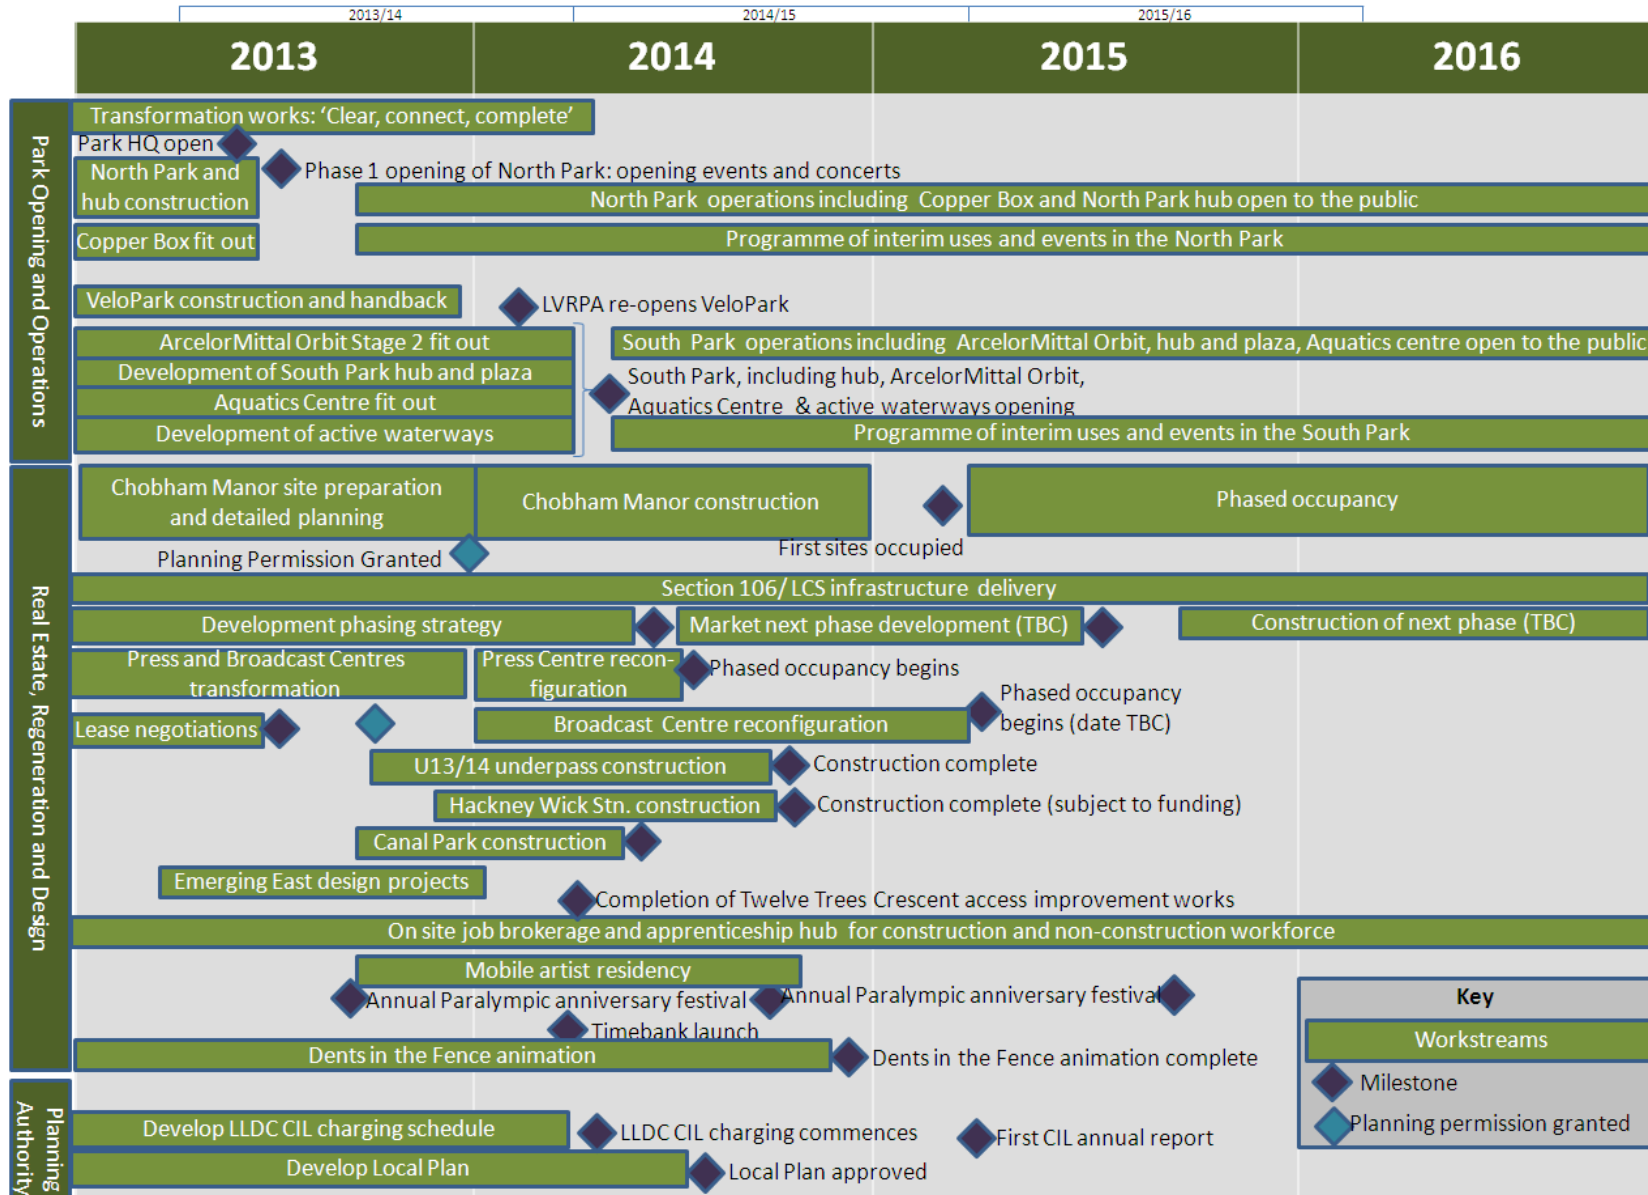 2013/14
2014/15
2015/16
2013
2014
2015
2016
Park Opening and Operations
Transformation works: ‘Clear, connect, complete’
Park HQ open
North Park and
hub construction
Phase 1 opening of North Park: opening events and concerts
North Park operations including Copper Box and North Park hub open to the public
Copper Box fit out
Programme of interim uses and events in the North Park
VeloPark construction and handback
LVRPA re-opens VeloPark
ArcelorMittal Orbit Stage 2 fit out
South Park operations including ArcelorMittal Orbit, hub and plaza, Aquatics centre open to the public
Development of South Park hub and plaza
South Park, including hub, ArcelorMittal Orbit,
Aquatics Centre & active waterways opening
Aquatics Centre fit out
Development of active waterways
Programme of interim uses and events in the South Park
Real Estate, Regeneration and Design
Chobham Manor site preparation
and detailed planning
Chobham Manor construction
Phased occupancy
First sites occupied
Planning Permission Granted
Section 106/ LCS infrastructure delivery
Development phasing strategy
Market next phase development (TBC)
Construction of next phase (TBC)
Press and Broadcast Centres
transformation
Press Centre recon-
figuration
Phased occupancy begins
Phased occupancy
begins (date TBC)
Lease negotiations
Broadcast Centre reconfiguration
U13/14 underpass construction
Construction complete
Hackney Wick Stn. construction
Construction complete (subject to funding)
Canal Park construction
Emerging East design projects
Completion of Twelve Trees Crescent access improvement works
On site job brokerage and apprenticeship hub for construction and non-construction workforce
Mobile artist residency
Annual Paralympic anniversary festival
Annual Paralympic anniversary festival
Timebank launch
Dents in the Fence animation
Dents in the Fence animation complete
Key
Workstreams
Milestone
Planning permission granted
Planning
Authority
Develop LLDC CIL charging schedule
LLDC CIL charging commences
First CIL annual report
Develop Local Plan
Local Plan approved